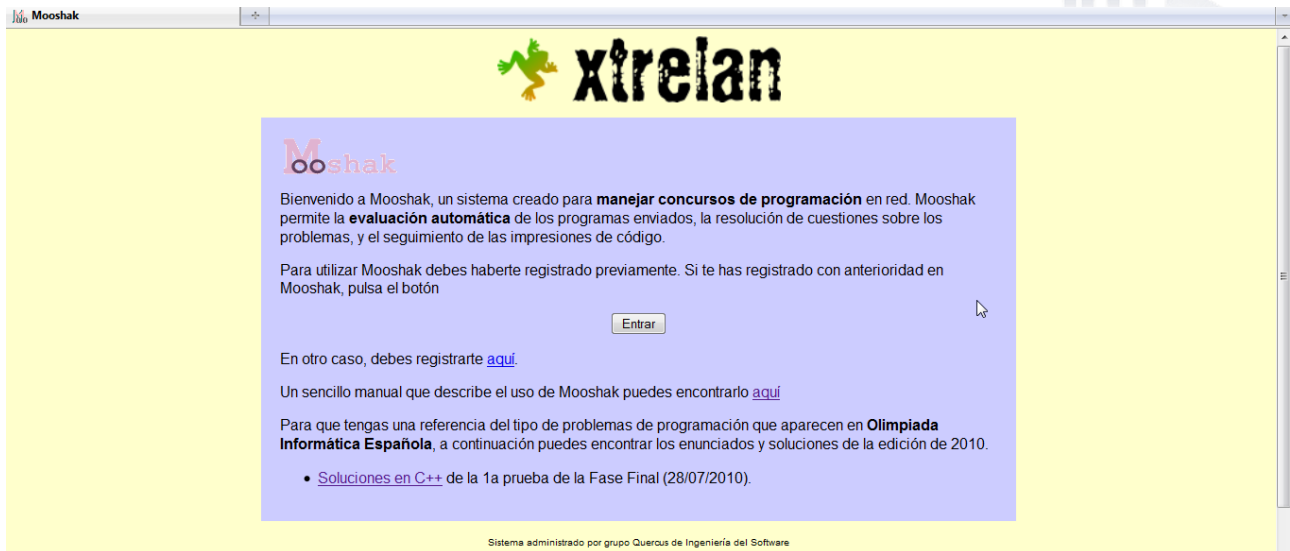 Mooshak
xtrelan
Mooshak
Bienvenido a Mooshak, un sistema creado para manejar concursos de programación en red. Mooshak
permite la evaluación automática de los programas enviados, la resolución de cuestiones sobre los
problemas, y el seguimiento de las impresiones de código.
Para utilizar Mooshak debes haberte registrado previamente. Si te has registrado con anterioridad en
Mooshak, pulsa el botón
Entrar
En otro caso, debes registrarte aquí.
Un sencillo manual que describe el uso de Mooshak puedes encontrarlo aquí
Para que tengas una referencia del tipo de problemas de programación que aparecen en Olimpiada
Informática Española, a continuación puedes encontrar los enunciados y soluciones de la edición de 2010.
• Soluciones en C++ de la 1a prueba de la Fase Final (28/07/2010).
Sistema administrado por grupo Quercus de Ingeniería del Software